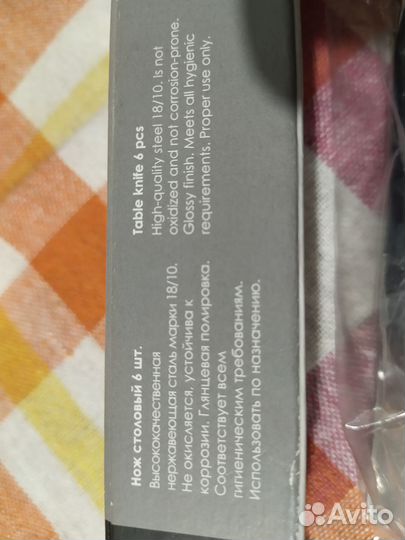 Table knife 6 pcs
High-quality steel 18/10. Is not
oxidized and not corrosion-prone.
Glossy finish. Meets all hygienic
requirements. Proper use only.
Нож столовый 6 шт.
Высококачественная
нержавеющая сталь марки 18/10.
Не окисляется, устойчива к
коррозии. Глянцевая полировка.
Соответствует всем
гигиеническим требованиям.
Использовать по назначению.
Avito